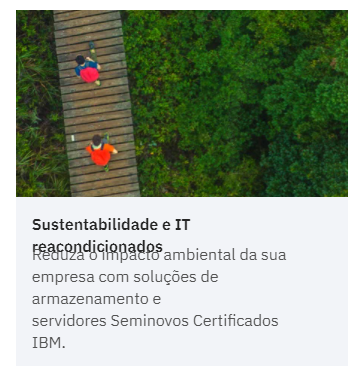 Sustentabilidade e IT
reacondicionados
Reduza o impacto ambiental da sua
empresa com soluções de
armazenamento e
servidores Seminovos Certificados
IBM.